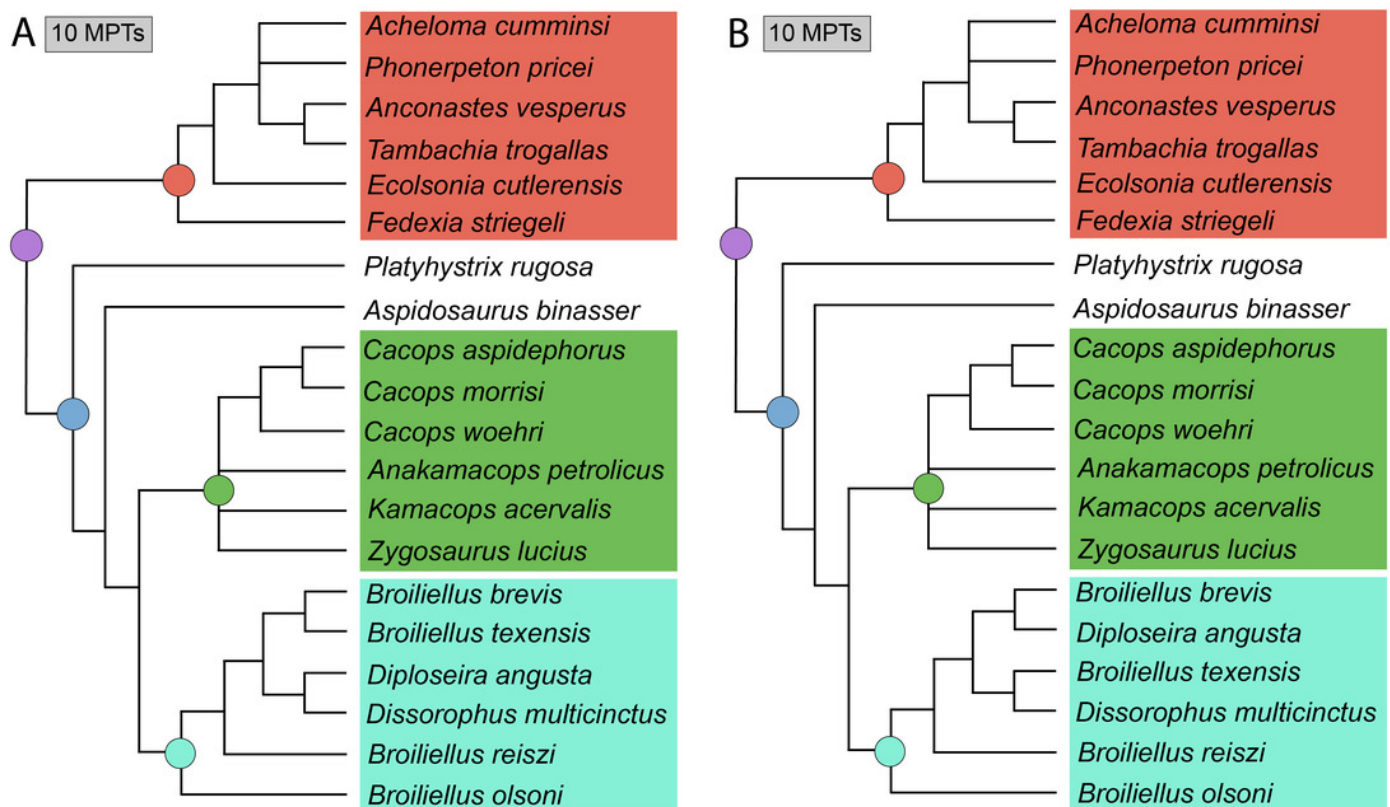 A
10 MPTs
Acheloma cumminsi
Phonerpeton pricei
Anconastes vesperus
Tambachia trogallas
Ecolsonia cutlerensis
Fedexia striegeli
Platyhystrix rugosa
Aspidosaurus binasser
Cacops aspidephorus
Cacops morrisi
Cacops woehri
Anakamacops petrolicus
Kamacops acervalis
Zygosaurus lucius
Broiliellus brevis
Broiliellus texensis
Diploseira angusta
Dissorophus multicinctus
Broiliellus reiszi
Broiliellus olsoni
B
10 MPTs
Acheloma cumminsi
Phonerpeton pricei
Anconastes vesperus
Tambachia trogallas
Ecolsonia cutlerensis
Fedexia striegeli
Platyhystrix rugosa
Aspidosaurus binasser
Cacops aspidephorus
Cacops morrisi
Cacops woehri
Anakamacops petrolicus
Kamacops acervalis
Zygosaurus lucius
Broiliellus brevis
Diploseira angusta
Broiliellus texensis
Dissorophus multicinctus
Broiliellus reiszi
Broiliellus olsoni